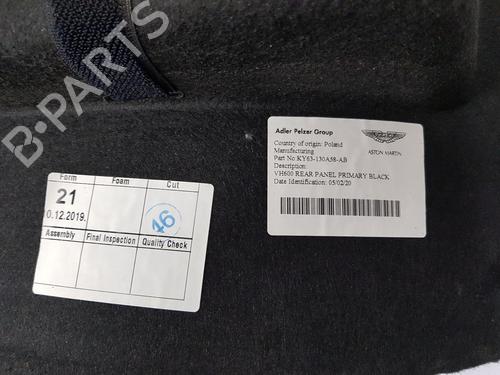 B-PARTS
Adler Pelzer Group
Country of origin: Poland
Manufacturing
Part No:KY63-130A58-AB
Description:
VH600 REAR PANEL PRIMARY BLACK
Date Identification: 05/02/20
ASTON MARTIN
Form Foam Cut
21
0.12.2019.
46
Assembly Final Inspection Quality Check